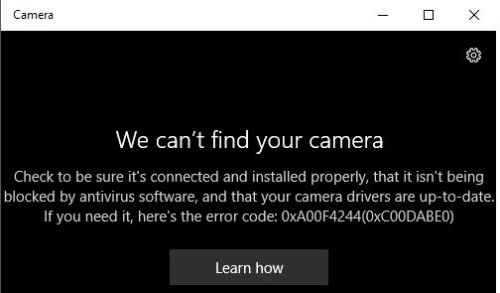 Camera
We can't find your camera
Check to be sure it's connected and installed properly, that it isn't being
blocked by antivirus software, and that your camera drivers are up-to-date.
If you need it, here's the error code: 0xA00F4244(0xC00DABE0)
Learn how